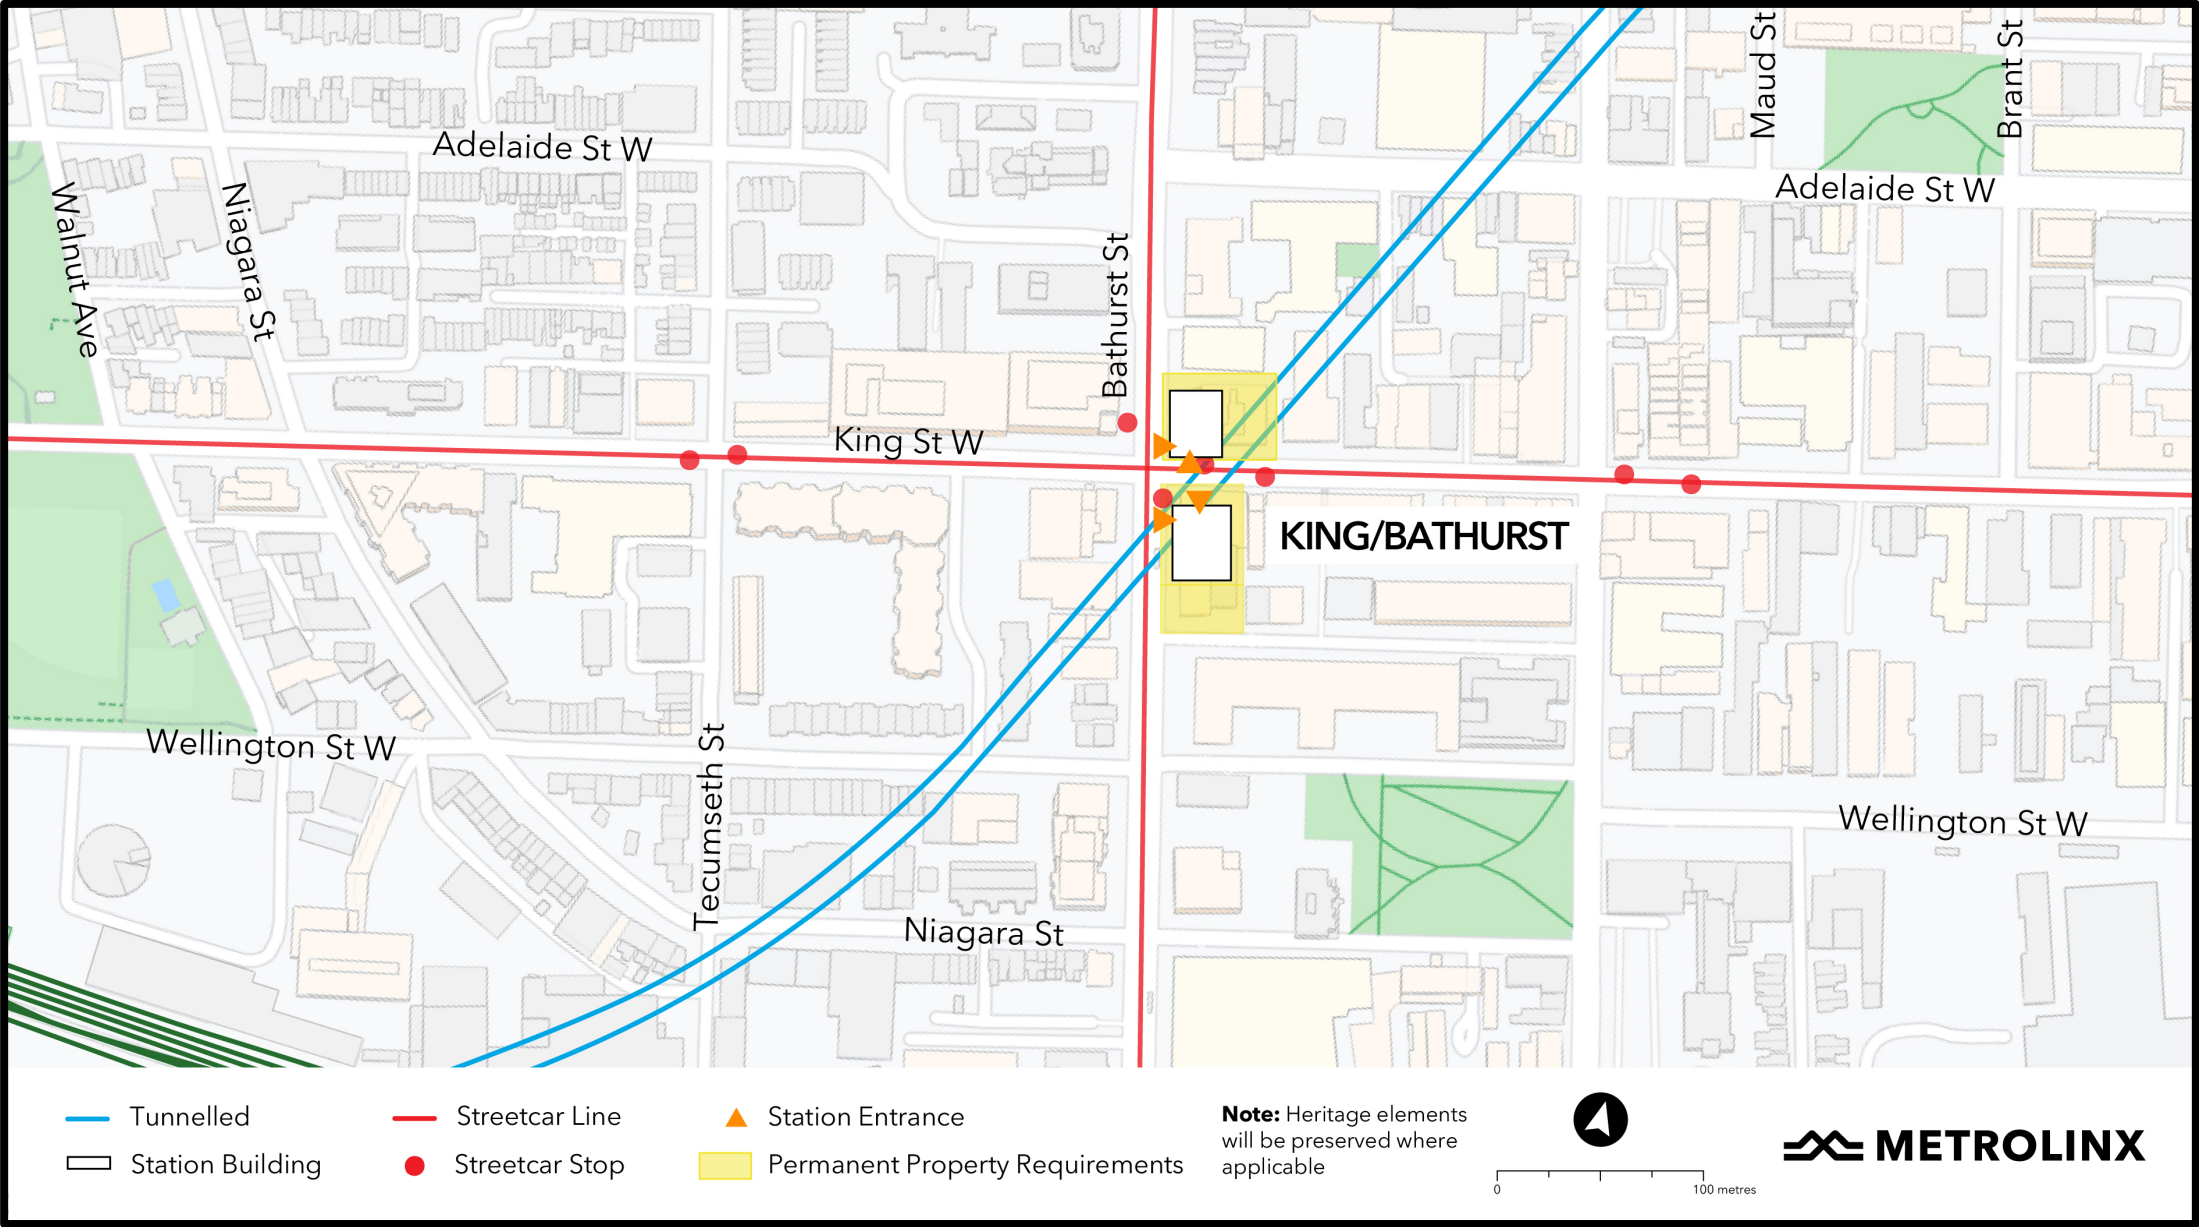 Maud St
Brant St
Adelaide St W
Adelaide St W
Walnut Ave
Niagara St
Bathurst St
King St W
KING/BATHURST
Wellington St W
Tecumseth St
Wellington St W
Niagara St
Tunnelled
Streetcar Line
Station Entrance
Station Building
Streetcar Stop
Permanent Property Requirements
Note: Heritage elements
will be preserved where
applicable
0
100 metres
METROLINX